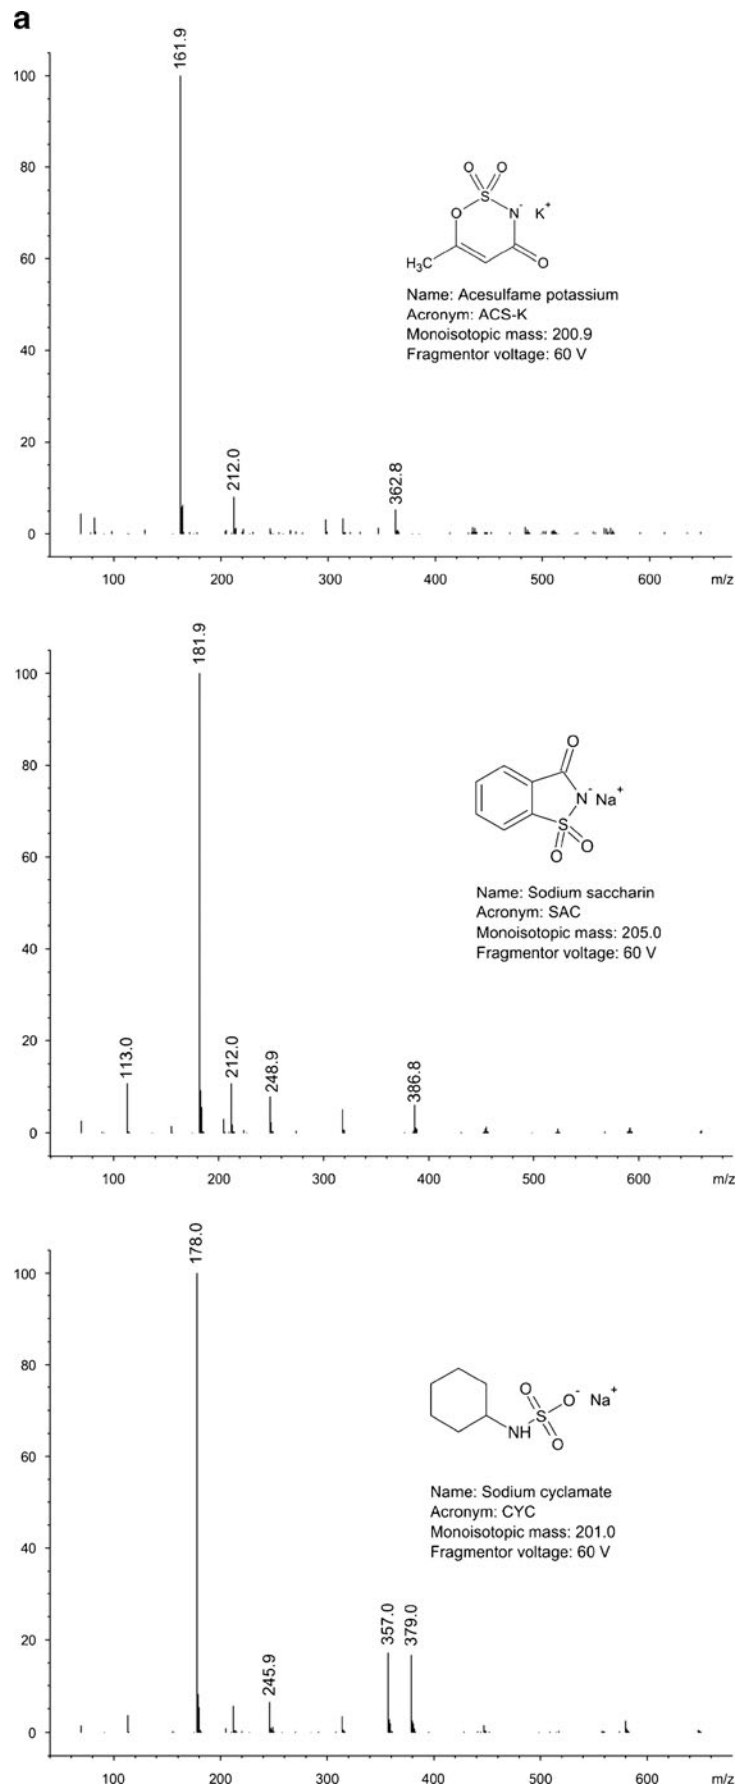 a
161.9
100
80
60
40
20
0
212.0
362.8
O O
S
O N- K+
H3C O
Name: Acesulfame potassium
Acronym: ACS-K
Monoisotopic mass: 200.9
Fragmentor voltage: 60 V
100 200 300 400 500 600 m/z
181.9
100
80
60
40
20
0
113.0
212.0
248.9
386.8
O
N- Na+
S
O O
Name: Sodium saccharin
Acronym: SAC
Monoisotopic mass: 205.0
Fragmentor voltage: 60 V
100 200 300 400 500 600 m/z
178.0
100
80
60
40
20
0
245.9
357.0
379.0
O O- Na+
S
NH O
Name: Sodium cyclamate
Acronym: CYC
Monoisotopic mass: 201.0
Fragmentor voltage: 60 V
100 200 300 400 500 600 m/z